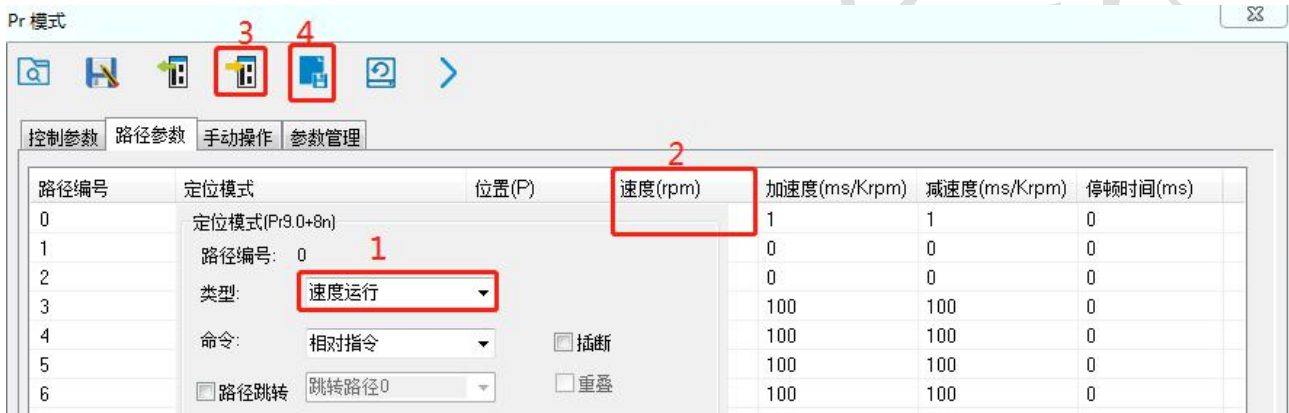 Pr 模式
3 4
控制参数 路径参数 手动操作 参数管理
2
路径编号 定位模式 位置(P) 速度(rpm) 加速度(ms/Krpm) 减速度(ms/Krpm) 停顿时间(ms)
0 定位模式(Pr9.0+8n) 1 1 0
1 路径编号: 0 1 0 0 0
2 类型: 速度运行 0 0 0
3 100 100 0
4 命令: 相对指令 插断 100 100 0
5 100 100 0
6 路径跳转 跳转路径0 重叠 100 100 0